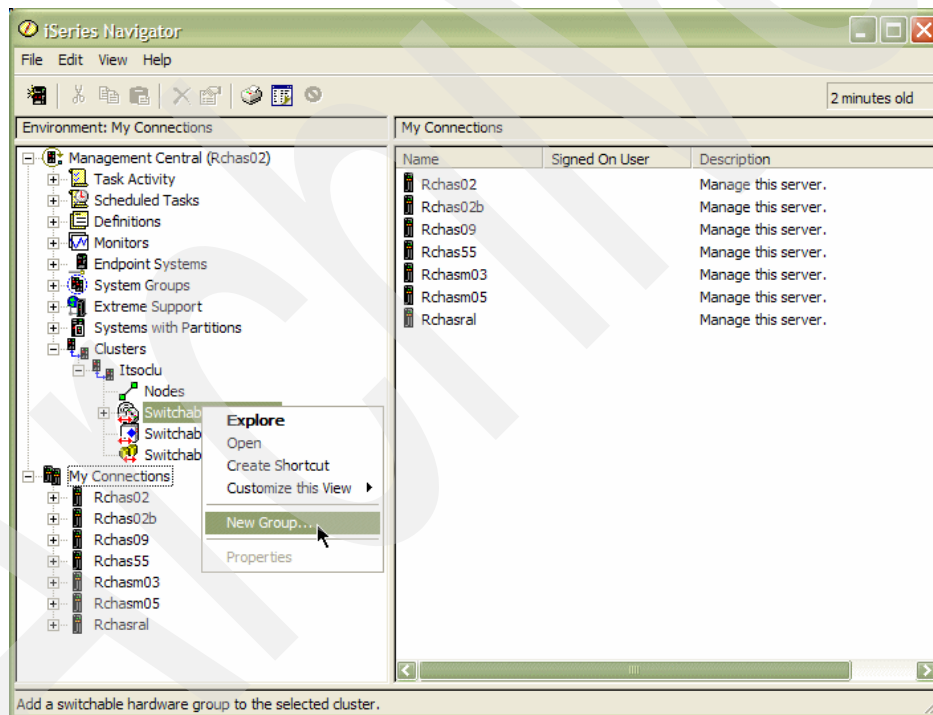 iSeries Navigator
File Edit View Help
2 minutes old
Environment: My Connections
My Connections
Management Central (Rchas02)
Task Activity
Scheduled Tasks
Definitions
Monitors
Endpoint Systems
System Groups
Extreme Support
Systems with Partitions
Clusters
Itsoclu
Nodes
Switchab
Switchab
Switchab
My Connections
Rchas02
Rchas02b
Rchas09
Rchas55
Rchasm03
Rchasm05
Rchasral
Explore
Open
Create Shortcut
Customize this View
New Group...
Properties
Name Signed On User Description
Rchas02 Manage this server.
Rchas02b Manage this server.
Rchas09 Manage this server.
Rchas55 Manage this server.
Rchasm03 Manage this server.
Rchasm05 Manage this server.
Rchasral Manage this server.
Add a switchable hardware group to the selected cluster.